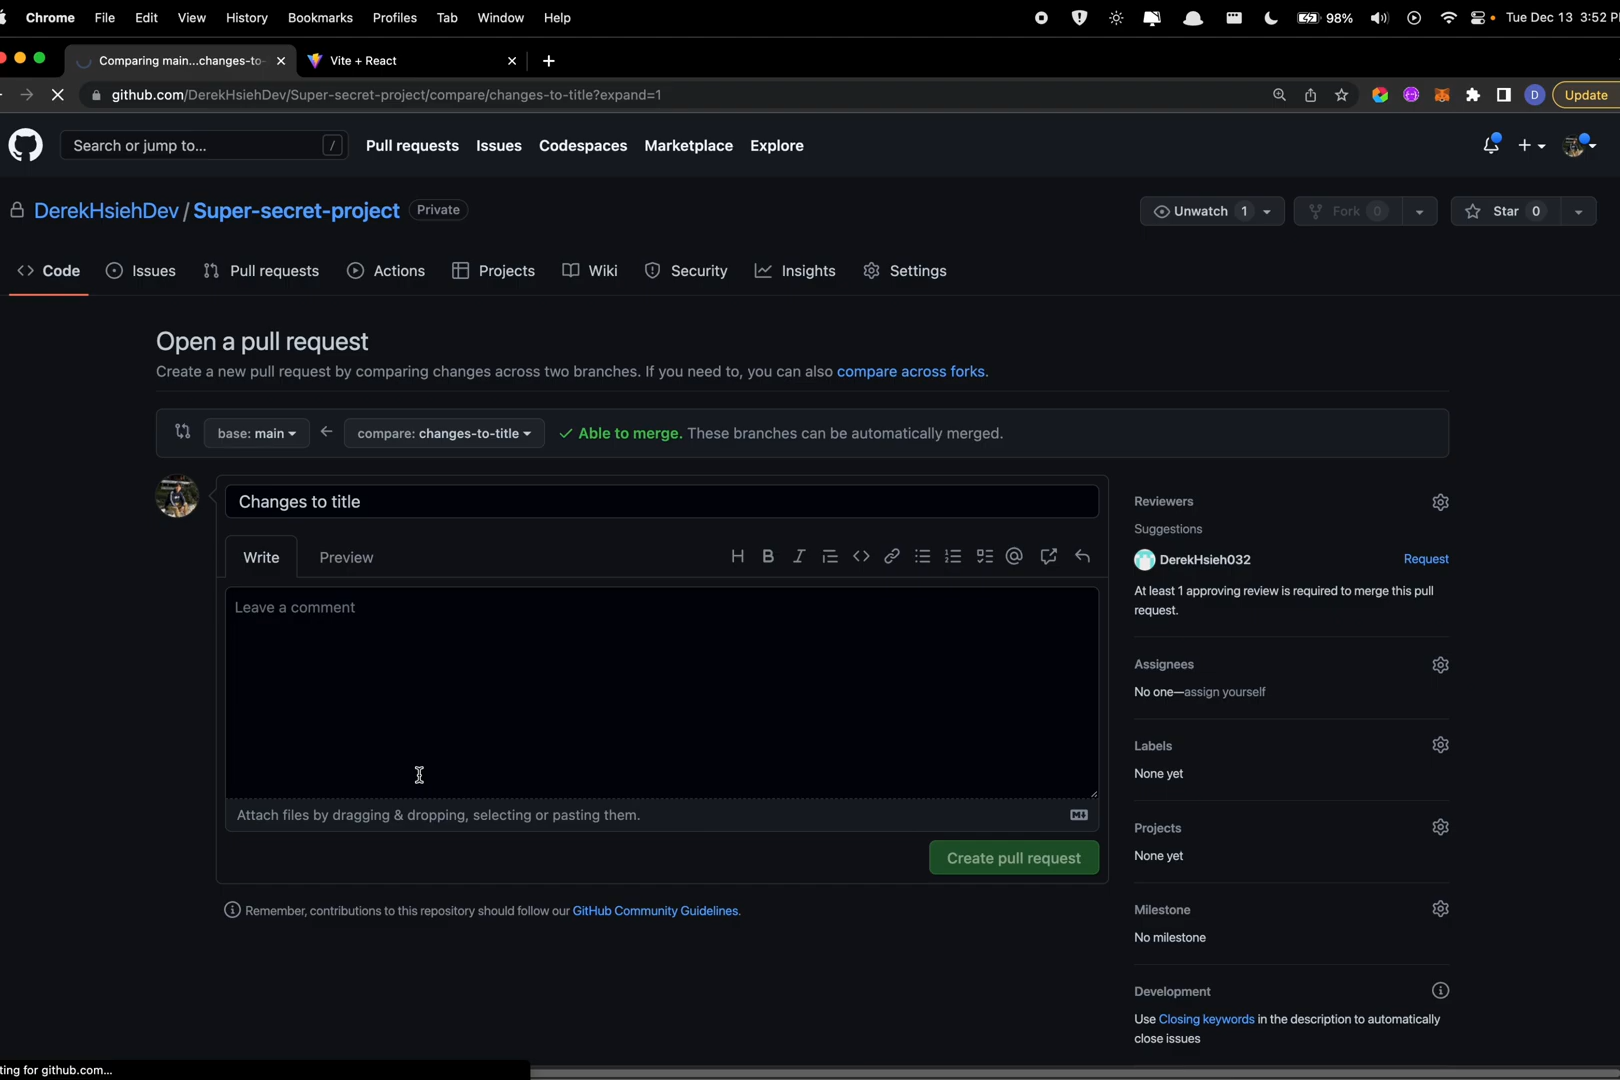 Chrome File Edit View History Bookmarks Profiles Tab Window Help 98% Tue Dec 13 3:52 P
Comparing main...changes-to- Vite + React
github.com/DerekHsiehDev/Super-secret-project/compare/changes-to-title?expand=1 D Update
Search or jump to... / Pull requests Issues Codespaces Marketplace Explore
DerekHsiehDev / Super-secret-project Private Unwatch 1 Fork 0 Star 0
Code Issues Pull requests Actions Projects Wiki Security Insights Settings
Open a pull request
Create a new pull request by comparing changes across two branches. If you need to, you can also compare across forks.
base: main compare: changes-to-title Able to merge. These branches can be automatically merged.
Changes to title
Write Preview
Leave a comment
Attach files by dragging & dropping, selecting or pasting them.
Create pull request
Remember, contributions to this repository should follow our GitHub Community Guidelines.
Reviewers
Suggestions
DerekHsieh032 Request
At least 1 approving review is required to merge this pull
request.
Assignees
No one—assign yourself
Labels
None yet
Projects
None yet
Milestone
No milestone
Development
Use Closing keywords in the description to automatically
close issues
ting for github.com...